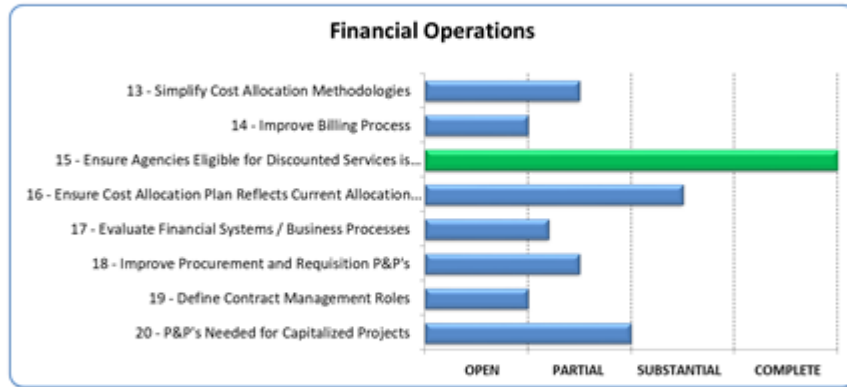 Financial Operations
13 - Simplify Cost Allocation Methodologies
14 - Improve Billing Process
15 - Ensure Agencies Eligible for Discounted Services is...
16 - Ensure Cost Allocation Plan Reflects Current Allocation...
17 - Evaluate Financial Systems / Business Processes
18 - Improve Procurement and Requisition P&P's
19 - Define Contract Management Roles
20 - P&P's Needed for Capitalized Projects
OPEN PARTIAL SUBSTANTIAL COMPLETE